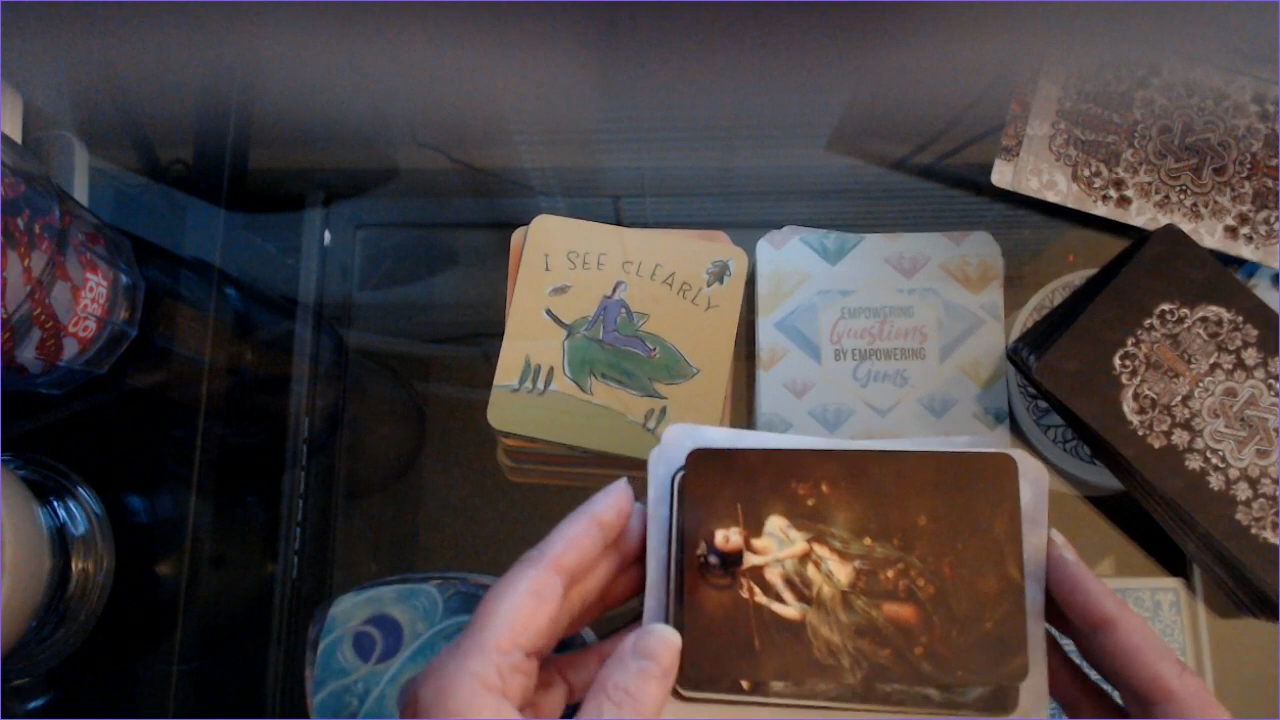 I SEE CLEARLY
EMPOWERING
Questions
BY EMPOWERING
Gems